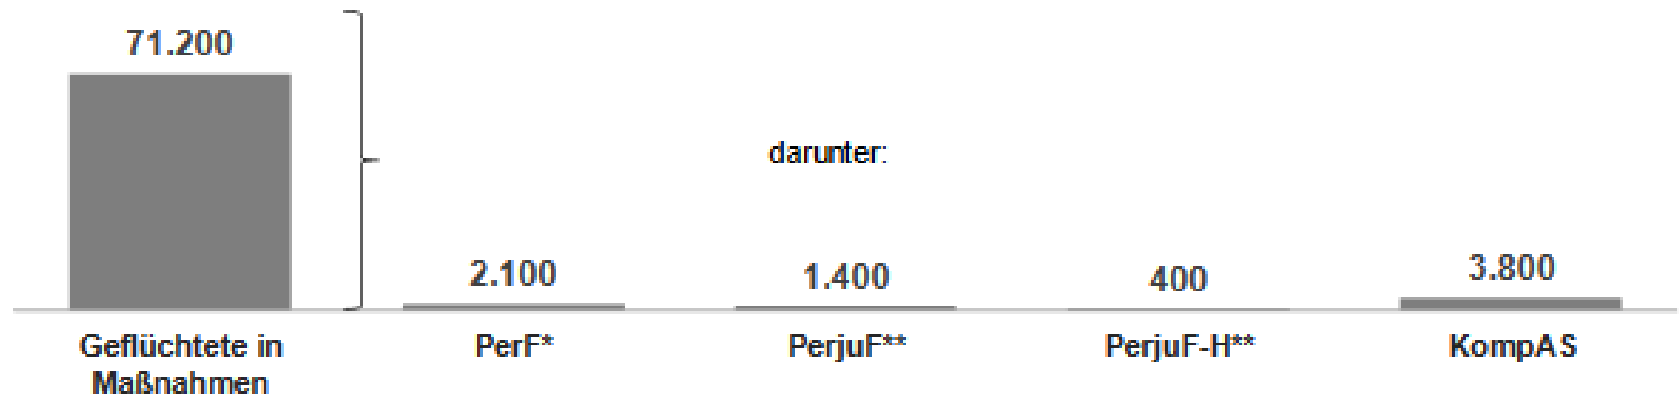 71.200
darunter:
2.100
1.400
400
3.800
Geflüchtete in
Maßnahmen
PerF*
PerjuF**
PerjuF-H**
KompAS